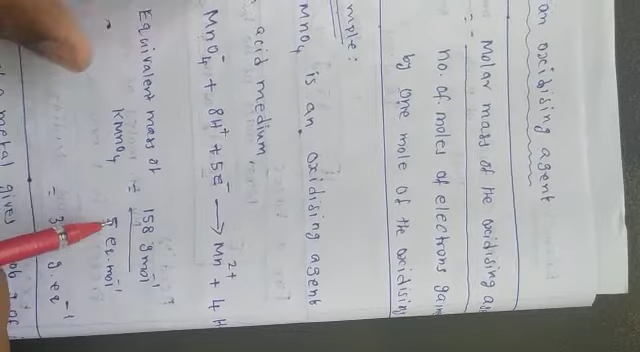 an oxidising agent
= Molar mass of the oxidising
no. of. moles of electrons
by one mole of the
mple:
MnO₄ is an oxidising agent
acid medium
MnO₄⁻ + 8H⁺ + 5e⁻ → Mn²⁺ + 4
Equivalent mass of
KMnO₄ = 158 g mol⁻¹
5 eq. mol⁻¹
= 3 g eq⁻¹
a metal gives